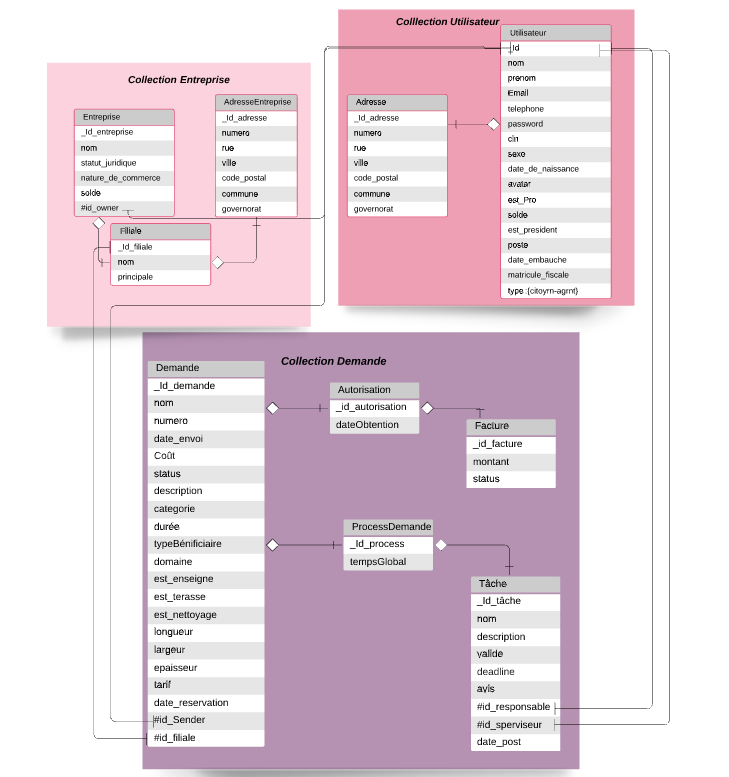 Colllection Utilisateur
Utilisateur
_Id
nom
prenom
Email
telephone
password
cin
sexe
date_de_naissance
avatar
est_Pro
solde
est_president
poste
date_embauche
matricule_fiscale
type :{citoyrn-agrnt}
Adresse
_Id_adresse
numero
rue
ville
code_postal
commune
governorat
Collection Entreprise
Entreprise
_Id_entreprise
nom
statut_juridique
nature_de_commerce
solde
#id_owner
AdresseEntreprise
_Id_adresse
numero
rue
ville
code_postal
commune
governorat
Filiale
_Id_filiale
nom
principale
Collection Demande
Demande
_Id_demande
nom
numero
date_envoi
Coût
status
description
categorie
durée
typeBénificiaire
domaine
est_enseigne
est_terasse
est_nettoyage
longueur
largeur
epaisseur
tarif
date_reservation
#id_Sender
#id_filiale
Autorisation
_id_autorisation
dateObtention
Facture
_id_facture
montant
status
ProcessDemande
_Id_process
tempsGlobal
Tâche
_Id_tâche
nom
description
valide
deadline
avis
#id_responsable
#id_sperviseur
date_post